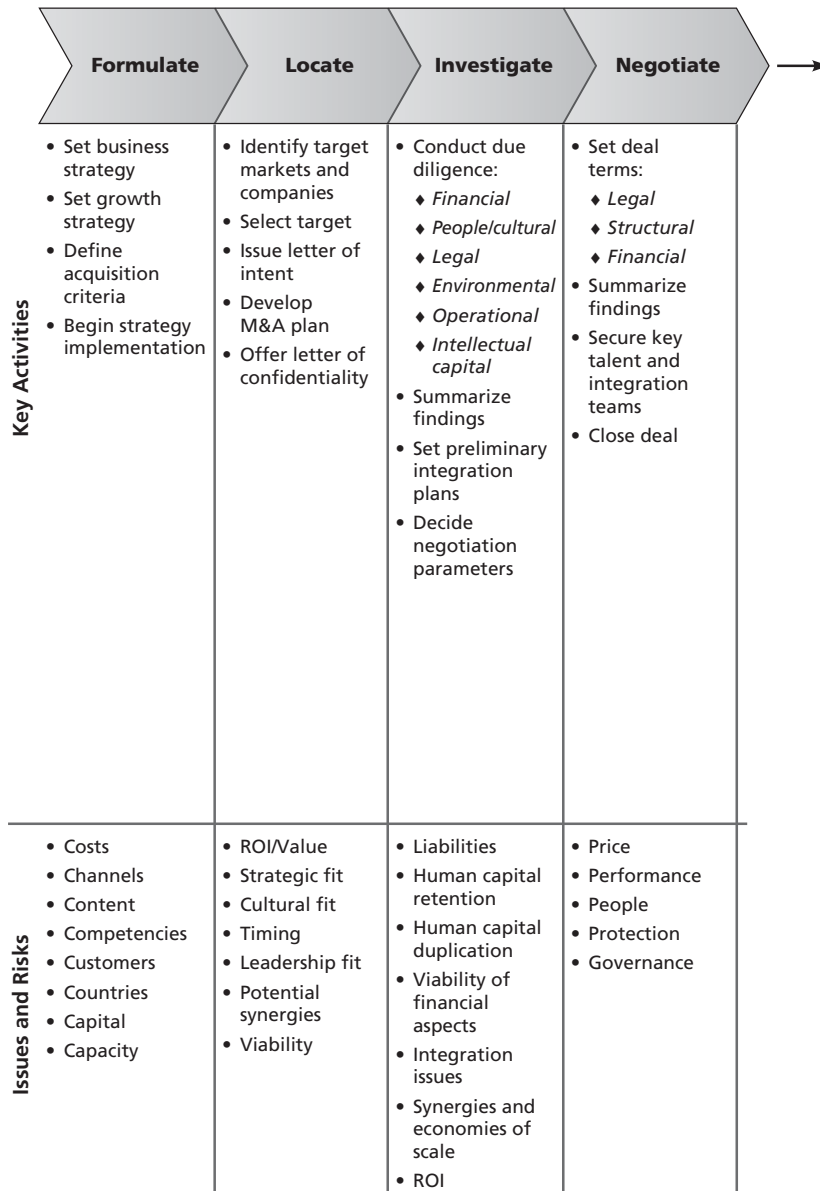 Formulate
Locate
Investigate
Negotiate
Key Activities
• Set business
strategy
• Set growth
strategy
• Define
acquisition
criteria
• Begin strategy
implementation
• Identify target
markets and
companies
• Select target
• Issue letter of
intent
• Develop
M&A plan
• Offer letter of
confidentiality
• Conduct due
diligence:
♦ Financial
♦ People/cultural
♦ Legal
♦ Environmental
♦ Operational
♦ Intellectual
capital
• Summarize
findings
• Set preliminary
integration
plans
• Decide
negotiation
parameters
• Set deal
terms:
♦ Legal
♦ Structural
♦ Financial
• Summarize
findings
• Secure key
talent and
integration
teams
• Close deal
Issues and Risks
• Costs
• Channels
• Content
• Competencies
• Customers
• Countries
• Capital
• Capacity
• ROI/Value
• Strategic fit
• Cultural fit
• Timing
• Leadership fit
• Potential
synergies
• Viability
• Liabilities
• Human capital
retention
• Human capital
duplication
• Viability of
financial
aspects
• Integration
issues
• Synergies and
economies of
scale
• ROI
• Price
• Performance
• People
• Protection
• Governance